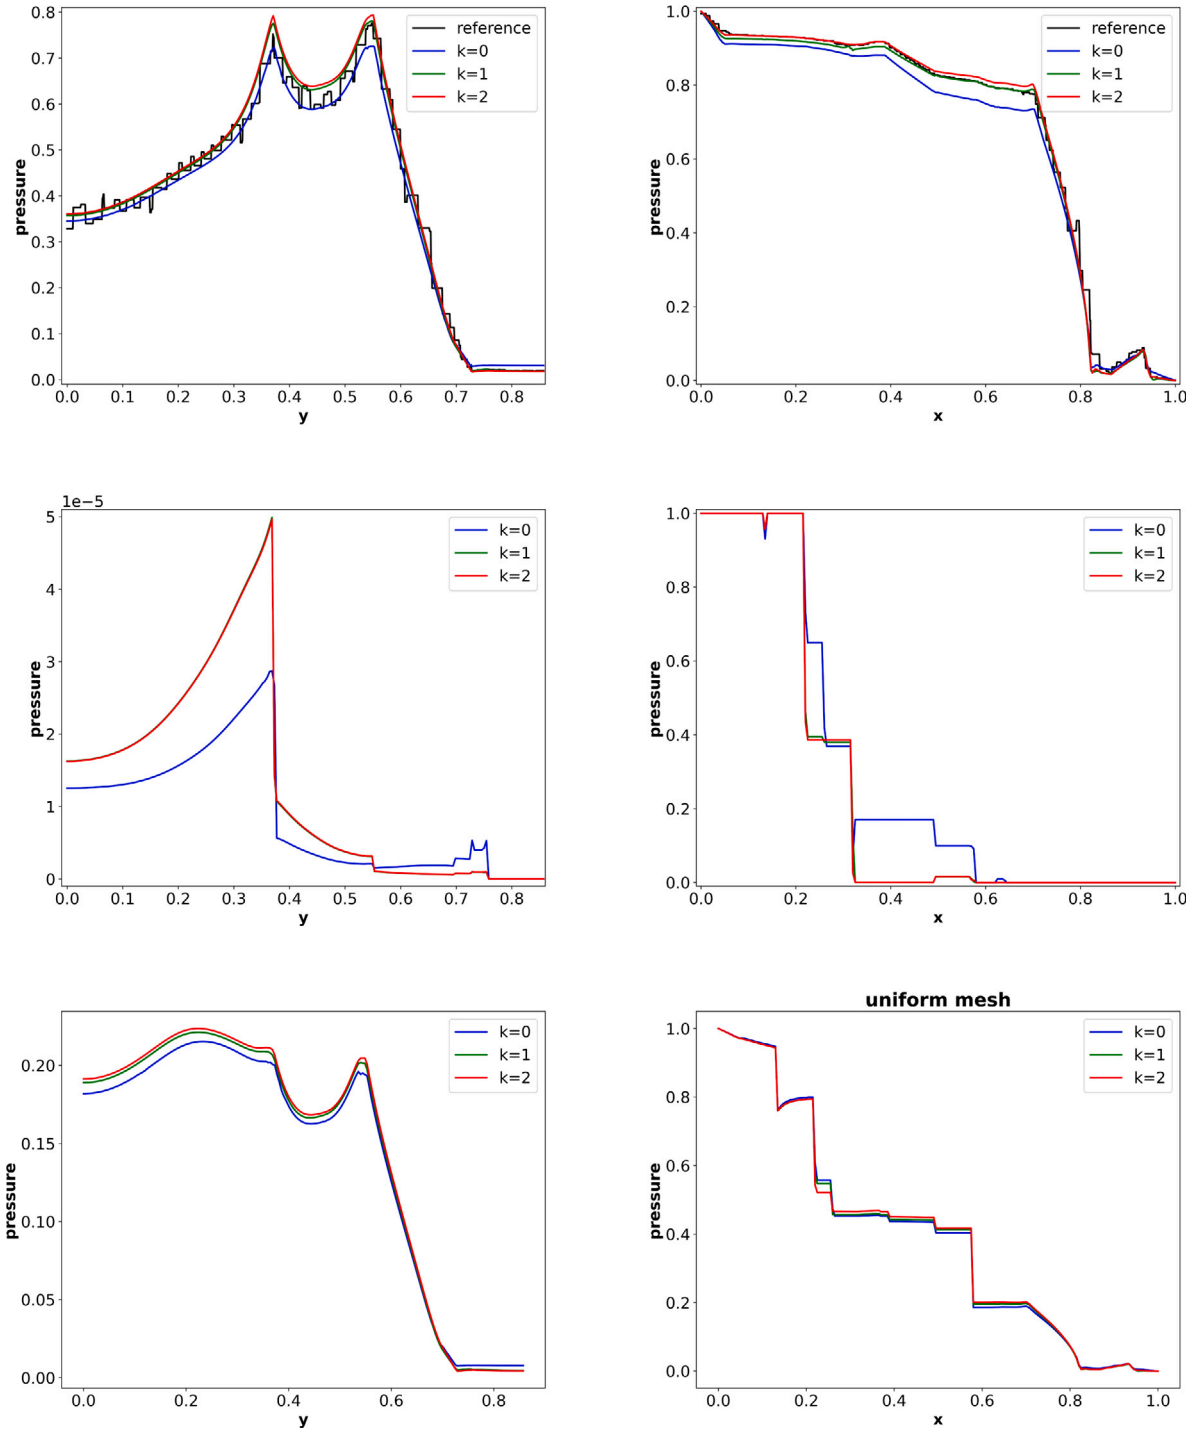 0.8
0.7
0.6
0.5
0.4
0.3
0.2
0.1
0.0
pressure
0.0 0.1 0.2 0.3 0.4 0.5 0.6 0.7 0.8
y
reference
k=0
k=1
k=2
1.0
0.8
0.6
0.4
0.2
0.0
pressure
0.0 0.2 0.4 0.6 0.8 1.0
x
reference
k=0
k=1
k=2
1e−5
5
4
3
2
1
0
pressure
0.0 0.1 0.2 0.3 0.4 0.5 0.6 0.7 0.8
y
k=0
k=1
k=2
1.0
0.8
0.6
0.4
0.2
0.0
pressure
0.0 0.2 0.4 0.6 0.8 1.0
x
k=0
k=1
k=2
0.20
0.15
0.10
0.05
0.00
pressure
0.0 0.2 0.4 0.6 0.8
y
k=0
k=1
k=2
uniform mesh
1.0
0.8
0.6
0.4
0.2
0.0
pressure
0.0 0.2 0.4 0.6 0.8 1.0
x
k=0
k=1
k=2